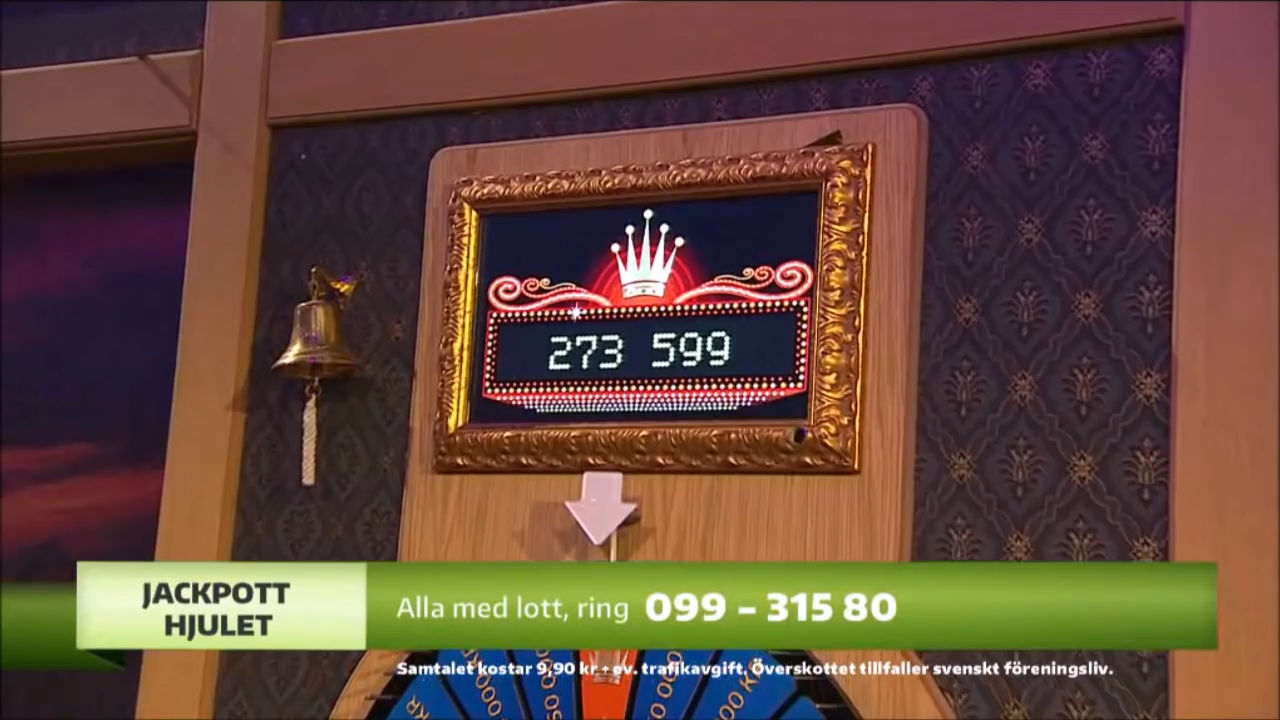 273 599
JACKPOTT
HJULET
Alla med lott, ring 099 – 315 80
Samtalet kostar 9,90 kr + ev. trafikavgift. Överskottet tillfaller svenskt föreningsliv.
KR